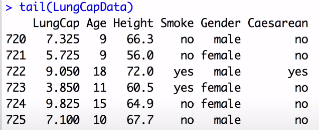 > tail(LungCapData)
LungCap Age Height Smoke Gender Caesarean
720 7.325 9 66.3 no male no
721 5.725 9 56.0 no female no
722 9.050 18 72.0 yes male yes
723 3.850 11 60.5 yes female no
724 9.825 15 64.9 no female no
725 7.100 10 67.7 no male no